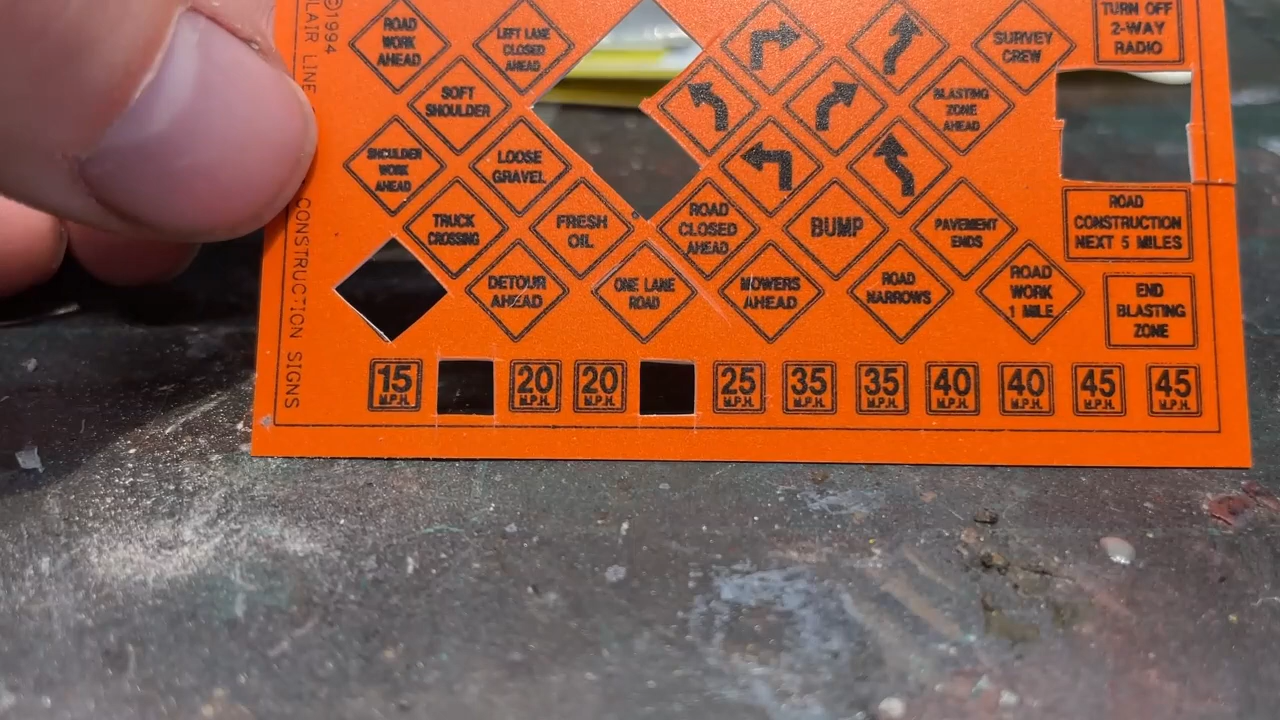 ©1994
BLAIR LINE
CONSTRUCTION SIGNS
ROAD
WORK
AHEAD
LEFT LANE
CLOSED
AHEAD
SURVEY
CREW
TURN OFF
2-WAY
RADIO
SOFT
SHOULDER
BLASTING
ZONE
AHEAD
SHOULDER
WORK
AHEAD
LOOSE
GRAVEL
TRUCK
CROSSING
FRESH
OIL
ROAD
CLOSED
AHEAD
BUMP
PAVEMENT
ENDS
ROAD
CONSTRUCTION
NEXT 5 MILES
DETOUR
AHEAD
ONE LANE
ROAD
MOWERS
AHEAD
ROAD
NARROWS
ROAD
WORK
1 MILE
END
BLASTING
ZONE
15
M.P.H.
20
M.P.H.
20
M.P.H.
25
M.P.H.
35
M.P.H.
35
M.P.H.
40
M.P.H.
40
M.P.H.
45
M.P.H.
45
M.P.H.